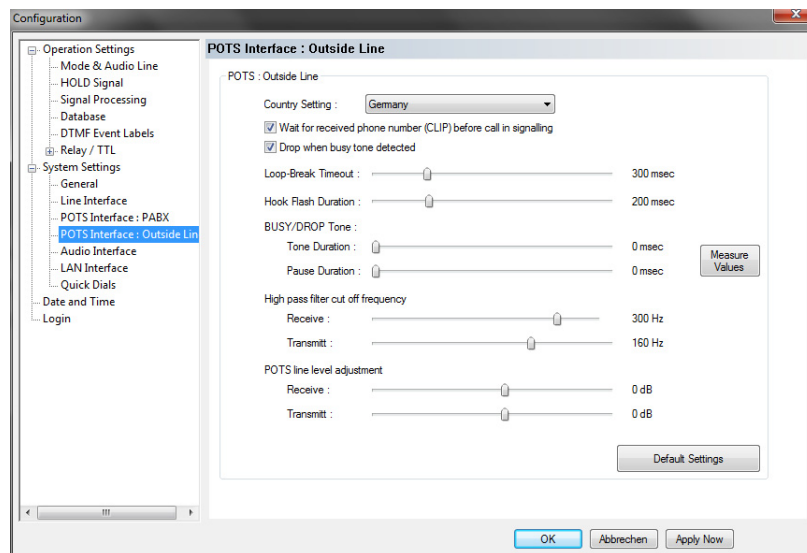 Configuration
Operation Settings
Mode & Audio Line
HOLD Signal
Signal Processing
Database
DTMF Event Labels
Relay / TTL
System Settings
General
Line Interface
POTS Interface : PABX
POTS Interface : Outside Lin
Audio Interface
LAN Interface
Quick Dials
Date and Time
Login
POTS Interface : Outside Line
POTS : Outside Line
Country Setting : Germany
Wait for received phone number (CLIP) before call in signalling
Drop when busy tone detected
Loop-Break Timeout : 300 msec
Hook Flash Duration : 200 msec
BUSY/DROP Tone :
Tone Duration : 0 msec
Pause Duration : 0 msec
Measure
Values
High pass filter cut off frequency
Receive : 300 Hz
Transmitt : 160 Hz
POTS line level adjustment
Receive : 0 dB
Transmitt : 0 dB
Default Settings
OK Abbrechen Apply Now